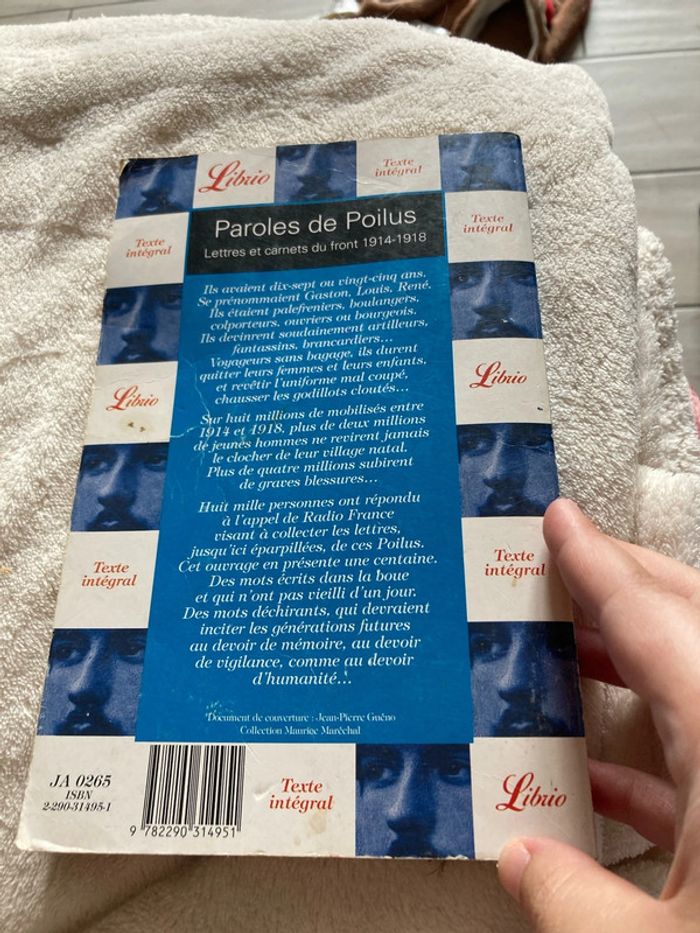 Librio
Texte
intégral
Paroles de Poilus
Lettres et carnets du front 1914-1918
Texte
intégral
Texte
intégral
Ils avaient dix-sept ou vingt-cinq ans.
Se prénommaient Gaston, Louis, René.
Ils étaient palefreniers, boulangers,
colporteurs, ouvriers ou bourgeois.
Ils devinrent soudainement artilleurs,
fantassins, brancardiers...
Voyageurs sans bagage, ils durent
quitter leurs femmes et leurs enfants,
et revêtir l'uniforme mal coupé,
chausser les godillots cloutés...
Librio
Librio
Sur huit millions de mobilisés entre
1914 et 1918, plus de deux millions
de jeunes hommes ne revirent jamais
le clocher de leur village natal.
Plus de quatre millions subirent
de graves blessures...
Huit mille personnes ont répondu
à l'appel de Radio France
visant à collecter les lettres,
jusqu'ici éparpillées, de ces Poilus.
Cet ouvrage en présente une centaine.
Des mots écrits dans la boue
et qui n'ont pas vieilli d'un jour.
Des mots déchirants, qui devraient
inciter les générations futures
au devoir de mémoire, au devoir
de vigilance, comme au devoir
d'humanité...
Texte
intégral
Texte
intégral
Document de couverture : Jean-Pierre Guéno
Collection Maurice Maréchal
JA 0265
ISBN
2-290-31495-1
9 782290 314951
Texte
intégral
Librio